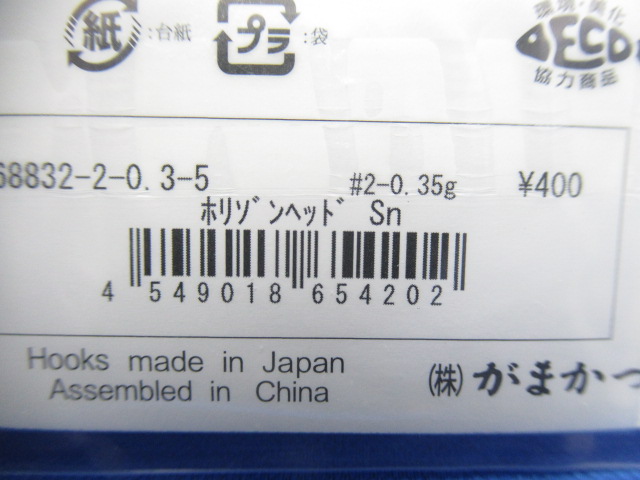 紙 :台紙 プラ :袋
環境・美化
ECO
協力商品
68832-2-0.3-5 #2-0.35g ¥400
ﾎﾘｿﾞﾝﾍｯﾄﾞ Sn
4 549018 654202
Hooks made in Japan
Assembled in China
(株) がまかつ